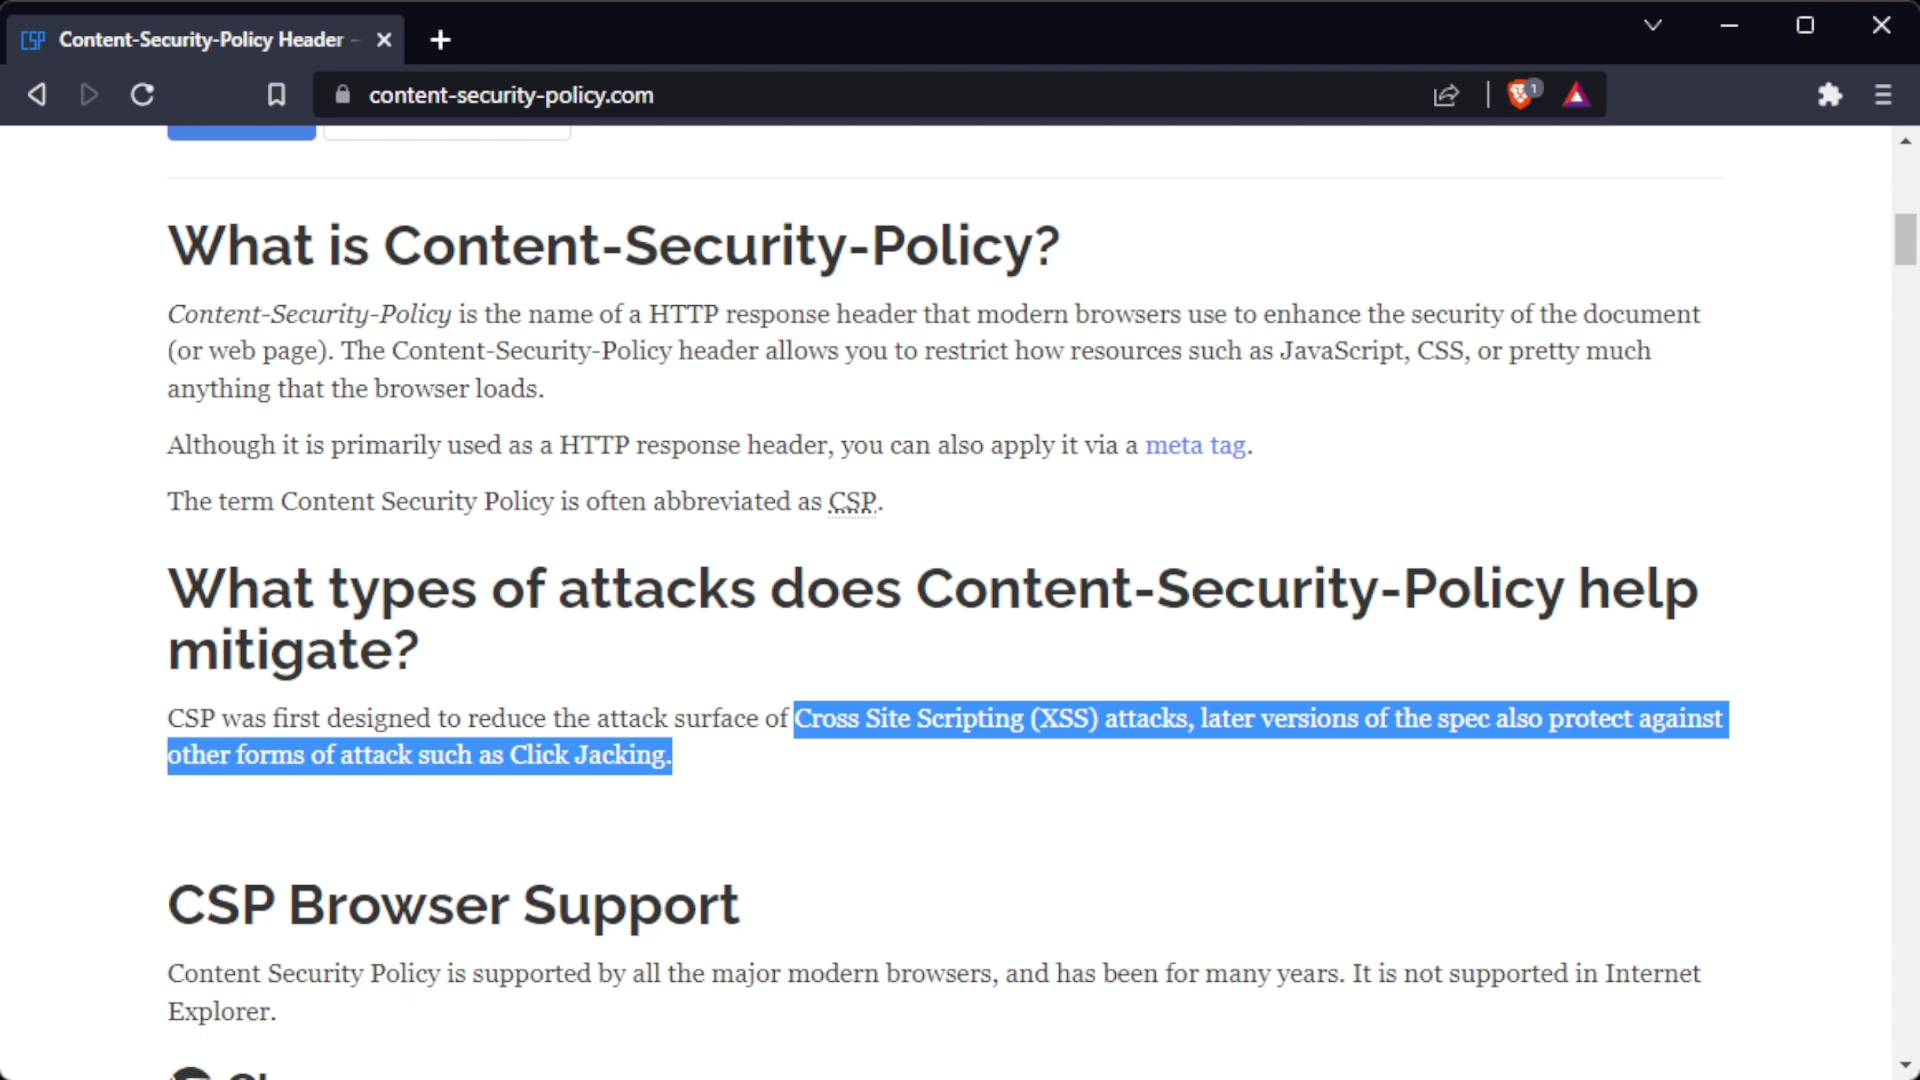 CSP Content-Security-Policy Header –
content-security-policy.com
1
What is Content-Security-Policy?
Content-Security-Policy is the name of a HTTP response header that modern browsers use to enhance the security of the document
(or web page). The Content-Security-Policy header allows you to restrict how resources such as JavaScript, CSS, or pretty much
anything that the browser loads.
Although it is primarily used as a HTTP response header, you can also apply it via a meta tag.
The term Content Security Policy is often abbreviated as CSP.
What types of attacks does Content-Security-Policy help
mitigate?
CSP was first designed to reduce the attack surface of Cross Site Scripting (XSS) attacks, later versions of the spec also protect against
other forms of attack such as Click Jacking.
CSP Browser Support
Content Security Policy is supported by all the major modern browsers, and has been for many years. It is not supported in Internet
Explorer.